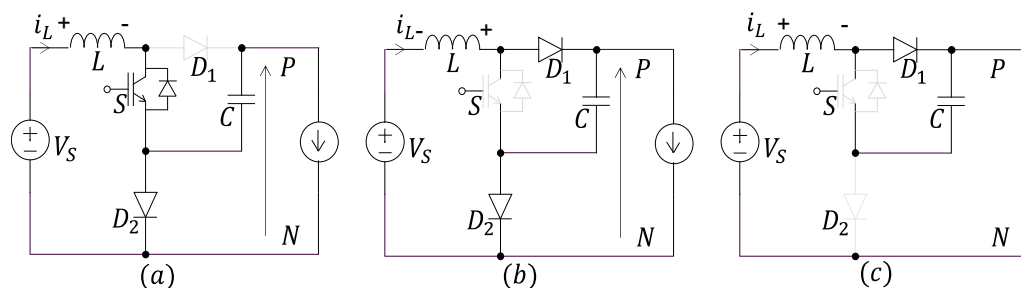 i_L + - D_1 P
L
S C
V_S
D_2 N
(a)
i_L - + D_1 P
L
S C
V_S
D_2 N
(b)
i_L + - D_1 P
L
S C
V_S
D_2 N
(c)